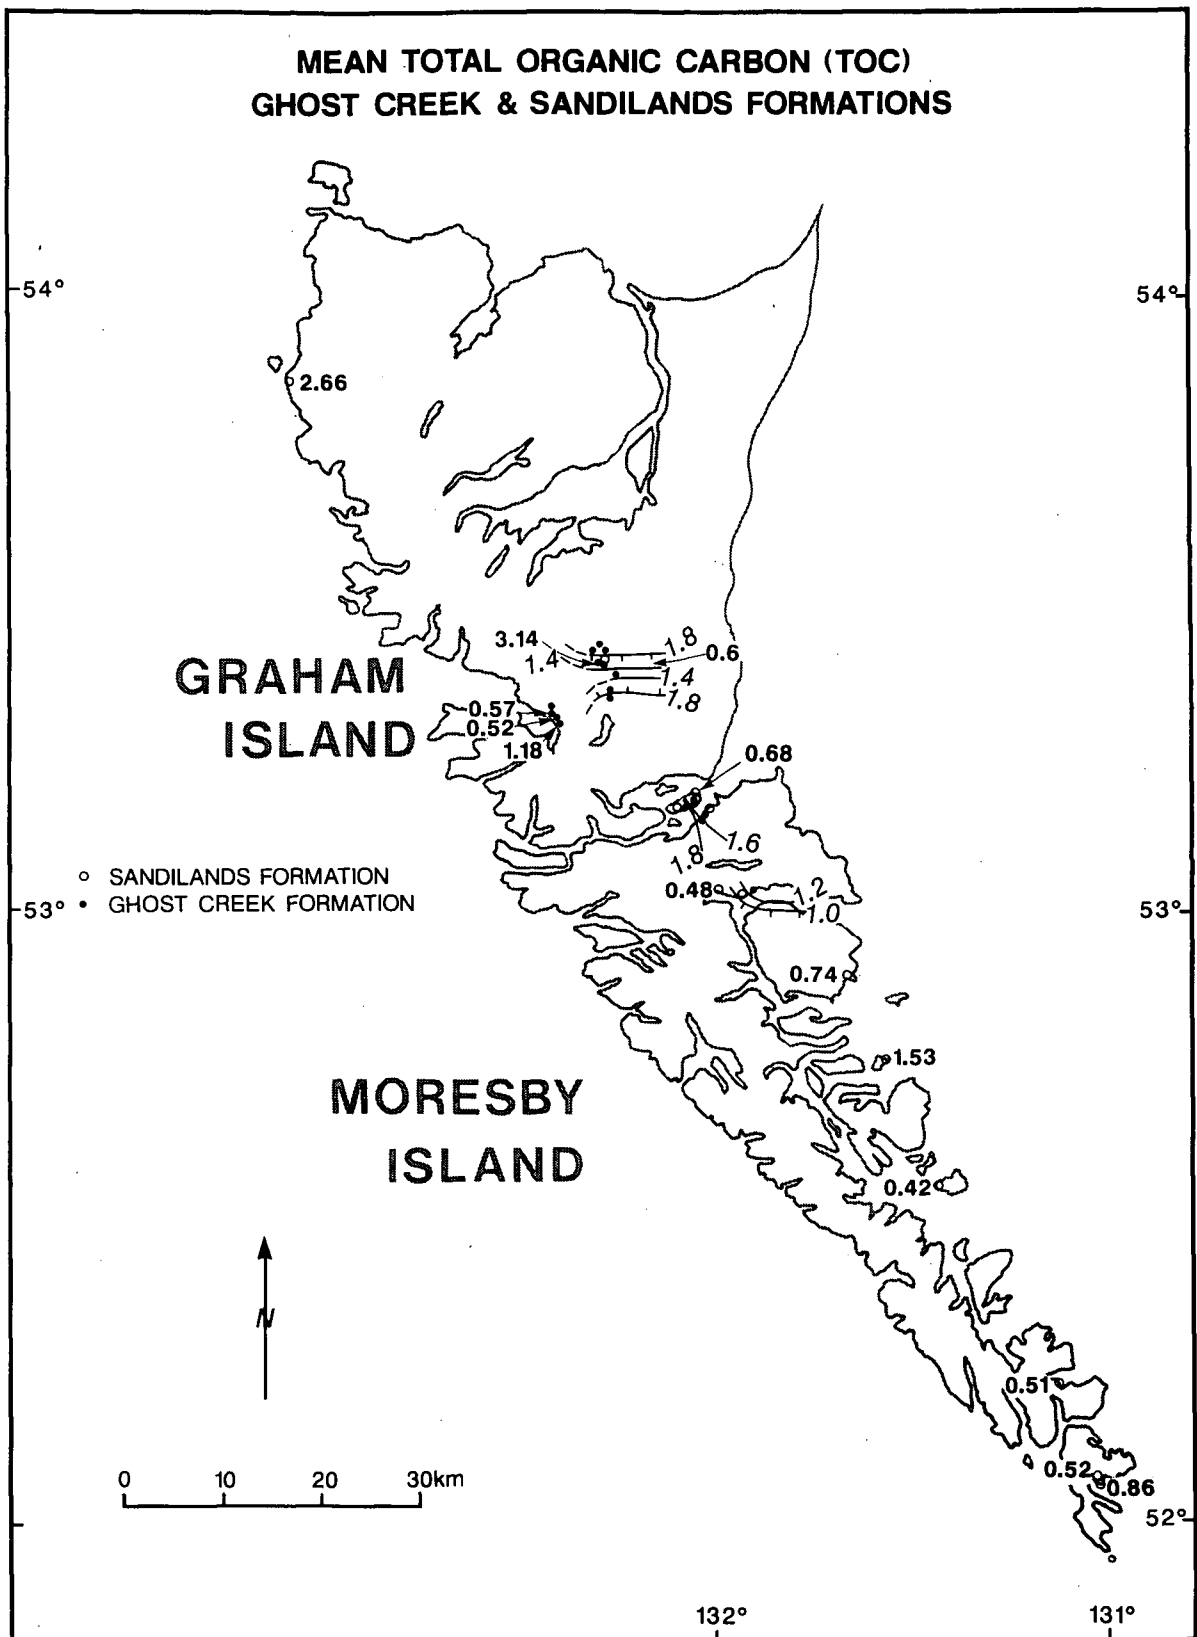 MEAN TOTAL ORGANIC CARBON (TOC)
GHOST CREEK & SANDILANDS FORMATIONS
54°
54°
2.66
3.14
1.4
1.8
0.6
1.4
1.8
GRAHAM
ISLAND
0.57
0.52
1.18
0.68
1.6
1.8
SANDILANDS FORMATION
GHOST CREEK FORMATION
0.48
1.2
1.0
53°
53°
0.74
1.53
MORESBY
ISLAND
0.42
N
0.51
0.52
0.86
0 10 20 30km
52°
132° 131°